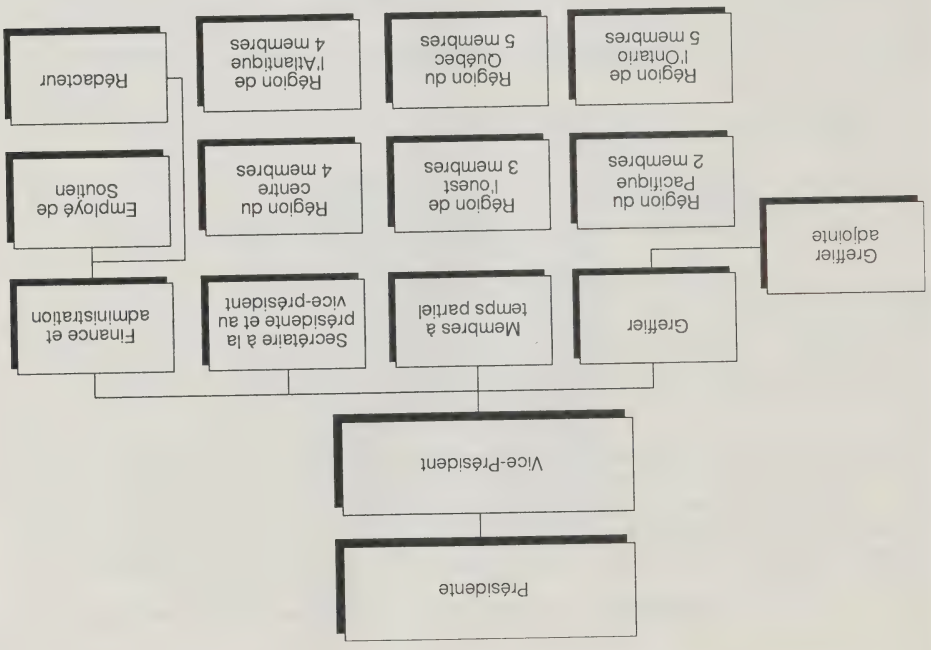 Présidente
Vice-Président
Greffier
Membres à
temps partiel
Secrétaire à la
présidente et au
vice-président
Finance et
administration
Greffier
adjointe
Région du
Pacifique
2 membres
Région de
l'ouest
3 membres
Région du
centre
4 membres
Employé de
Soutien
Région de
l'Ontario
5 membres
Région du
Québec
5 membres
Région de
l'Atlantique
4 membres
Rédacteur